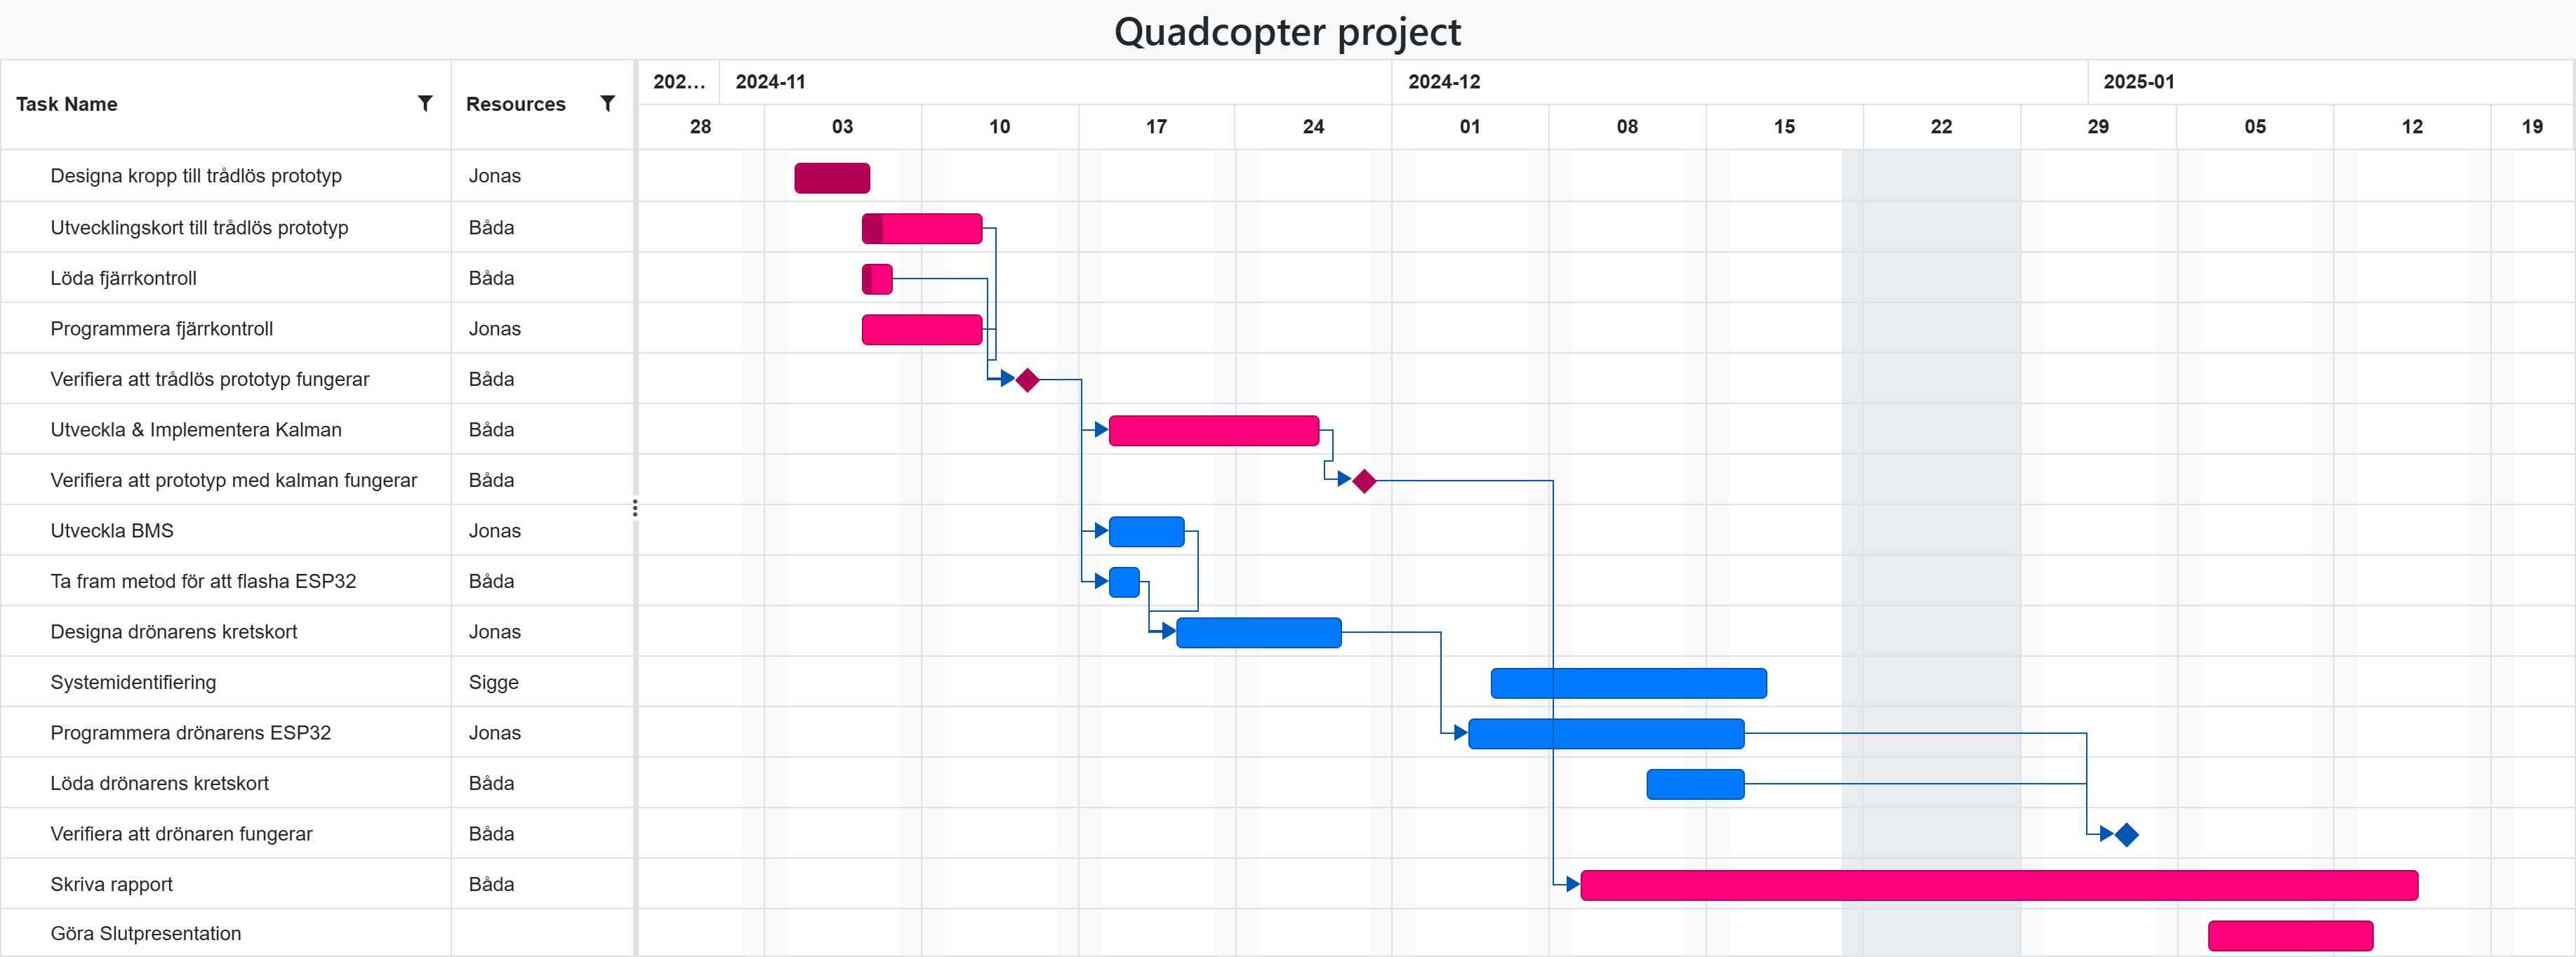 Quadcopter project
Task Name Resources 202... 2024-11 2024-12 2025-01
28 03 10 17 24 01 08 15 22 29 05 12 19
Designa kropp till trådlös prototyp Jonas
Utvecklingskort till trådlös prototyp Båda
Löda fjärrkontroll Båda
Programmera fjärrkontroll Jonas
Verifiera att trådlös prototyp fungerar Båda
Utveckla & Implementera Kalman Båda
Verifiera att prototyp med kalman fungerar Båda
Utveckla BMS Jonas
Ta fram metod för att flasha ESP32 Båda
Designa drönarens kretskort Jonas
Systemidentifiering Sigge
Programmera drönarens ESP32 Jonas
Löda drönarens kretskort Båda
Verifiera att drönaren fungerar Båda
Skriva rapport Båda
Göra Slutpresentation